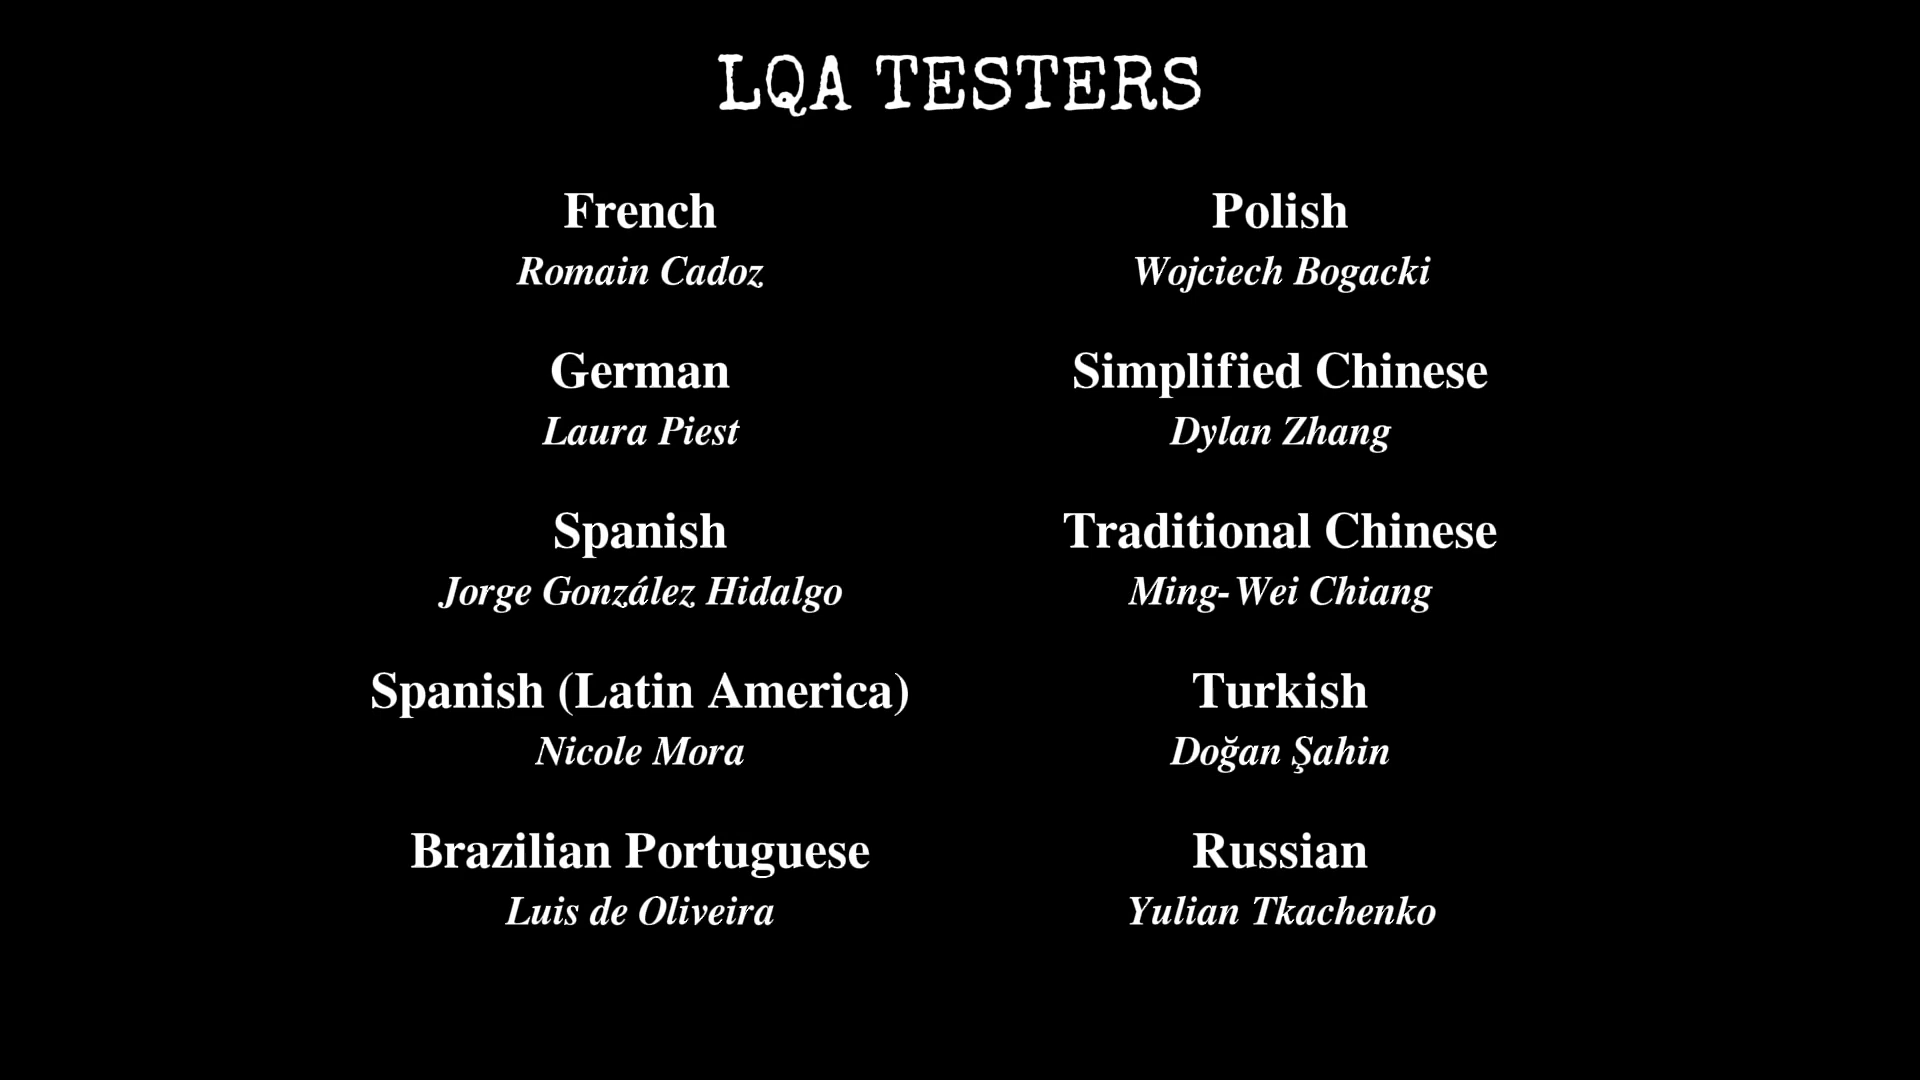 LQA TESTERS
French
Romain Cadoz
German
Laura Piest
Spanish
Jorge González Hidalgo
Spanish (Latin America)
Nicole Mora
Brazilian Portuguese
Luis de Oliveira
Polish
Wojciech Bogacki
Simplified Chinese
Dylan Zhang
Traditional Chinese
Ming-Wei Chiang
Turkish
Doğan Şahin
Russian
Yulian Tkachenko